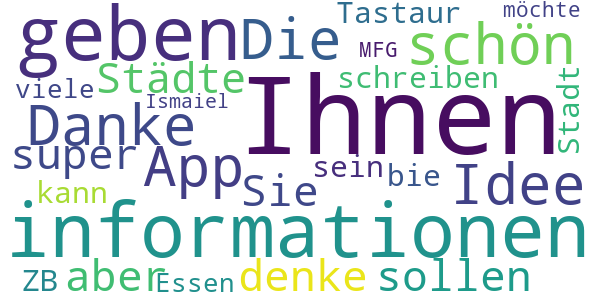 geben Die Tastaur möchte
MFG schön
viele Städte Ihnen schreiben
Ismaiel Stadt
Danke
super App sein bie Idee
kann Sie
informationen
ZB aber Essen denke sollen